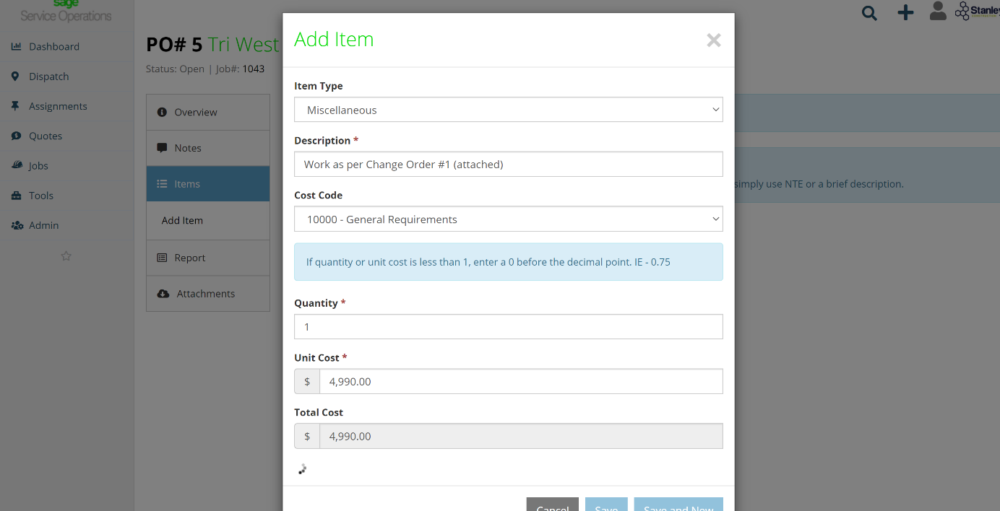 sage
Service Operations
Dashboard
Dispatch
Assignments
Quotes
Jobs
Tools
Admin
PO# 5 Tri West
Status: Open | Job#: 1043
Overview
Notes
Items
Add Item
Report
Attachments
Add Item
×
Item Type
Miscellaneous
Description *
Work as per Change Order #1 (attached)
Cost Code
10000 - General Requirements
If quantity or unit cost is less than 1, enter a 0 before the decimal point. IE - 0.75
Quantity *
1
Unit Cost *
$ 4,990.00
Total Cost
$ 4,990.00
Cancel Save Save and New
Stanley
simply use NTE or a brief description.